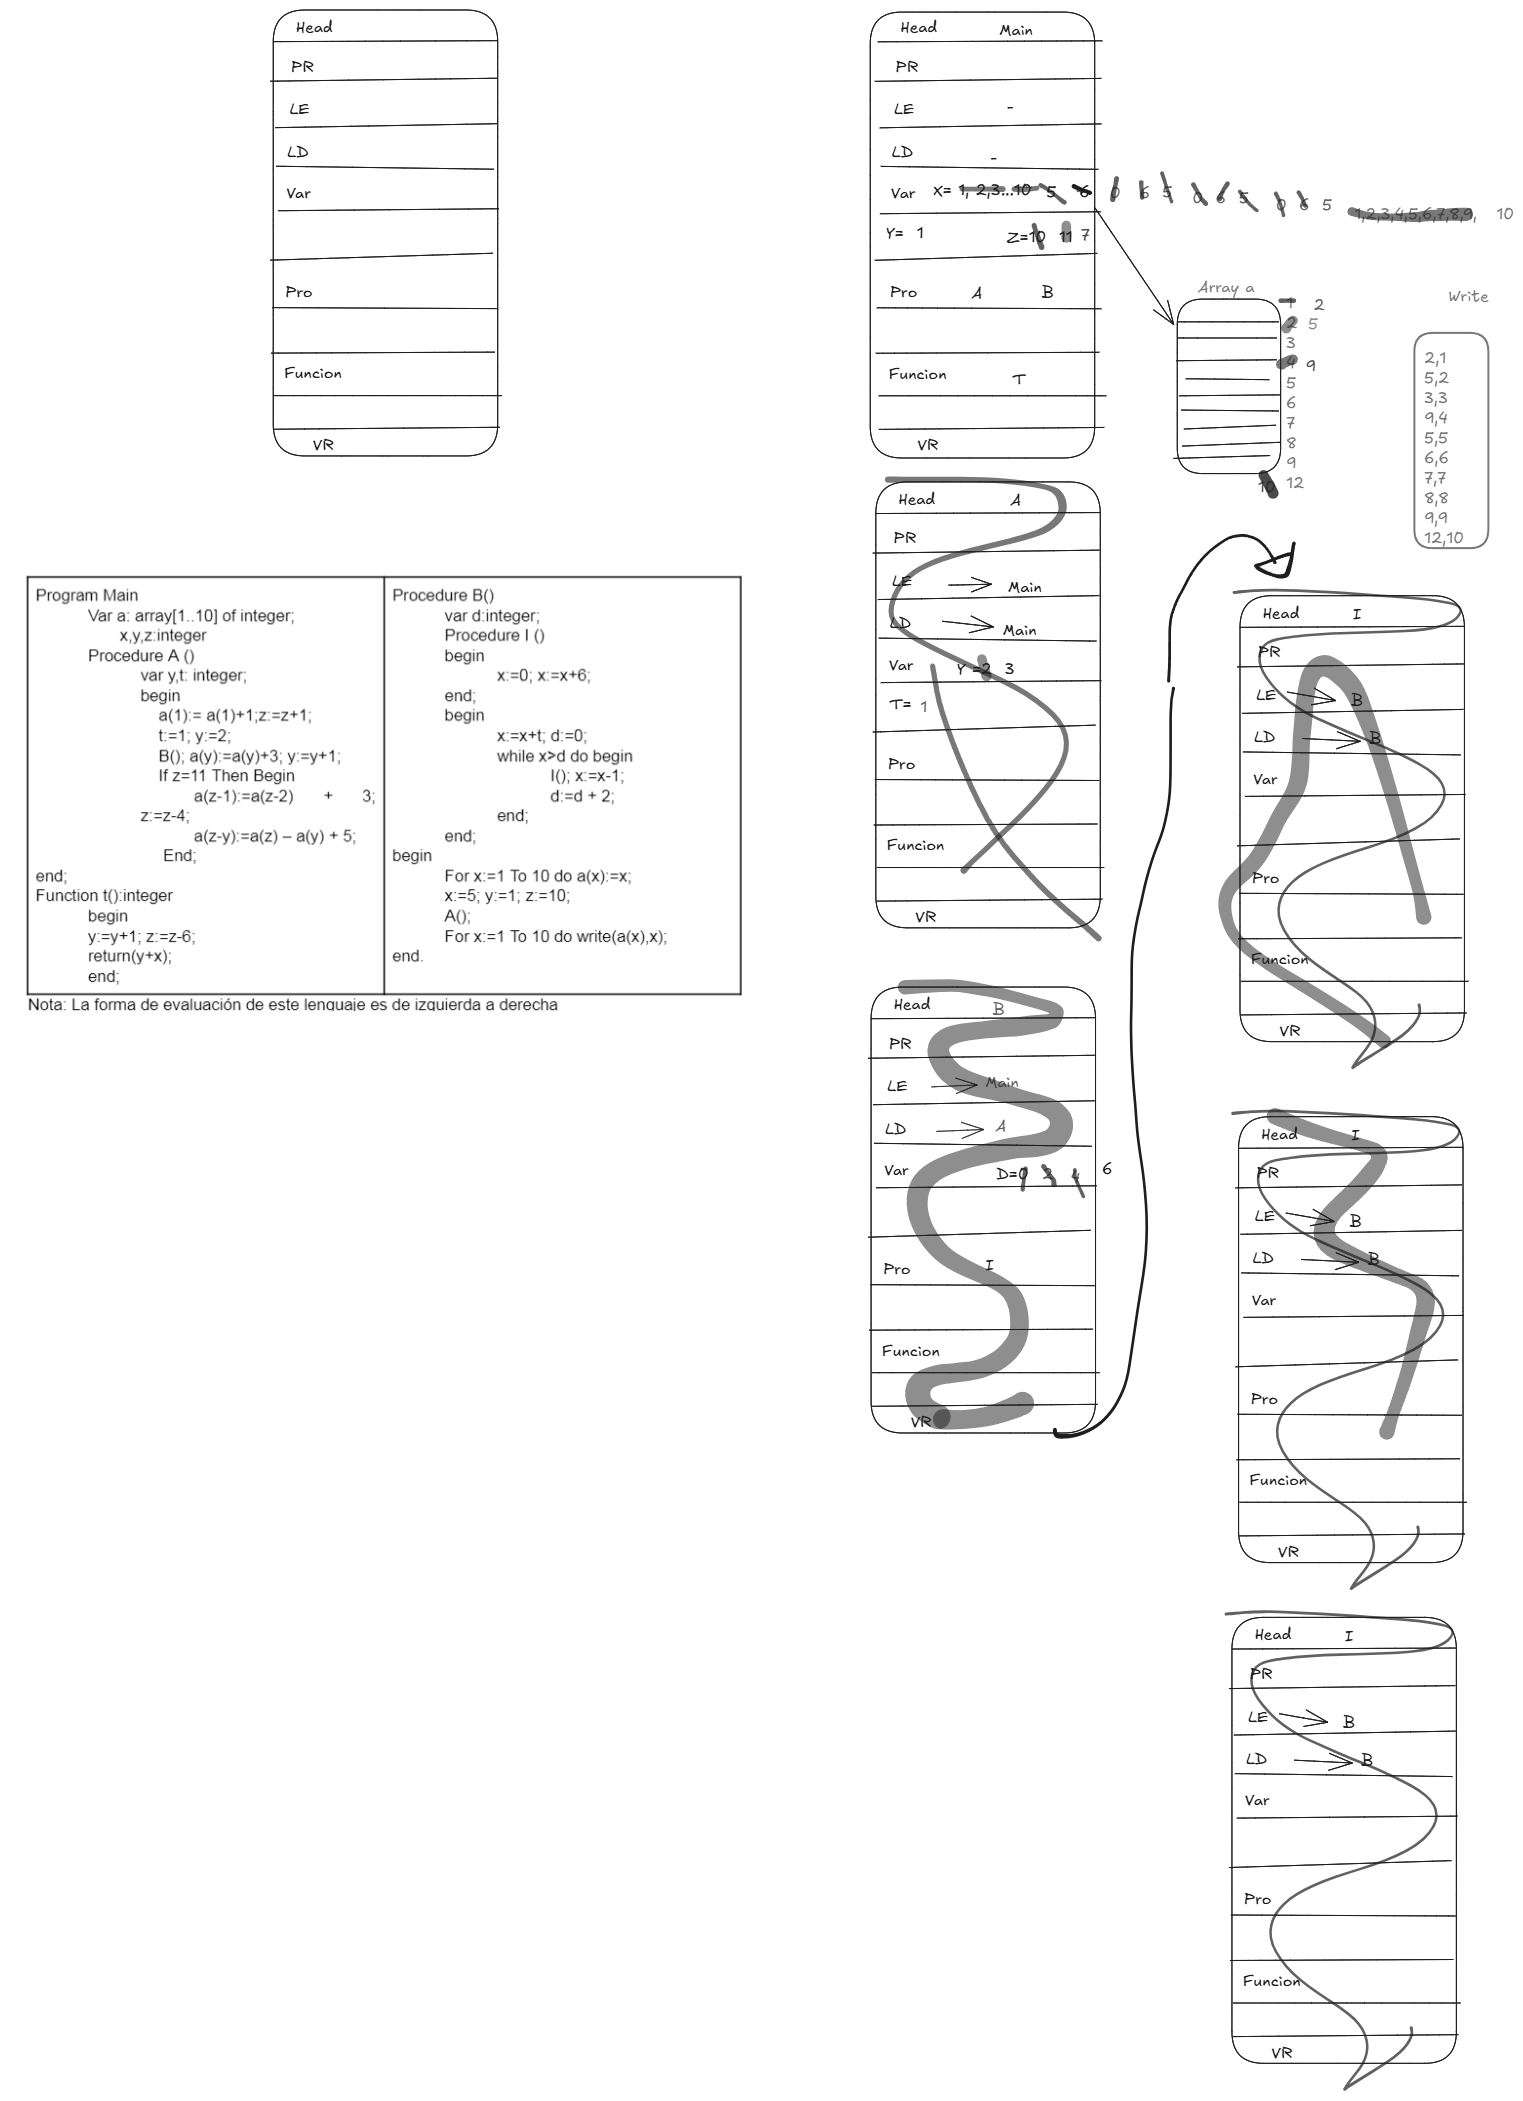 Head
PR
LE
LD
Var
Pro
Funcion
VR
Program Main
Var a: array[1..10] of integer;
x,y,z:integer
Procedure A ()
var y,t: integer;
begin
a(1):= a(1)+1;z:=z+1;
t:=1; y:=2;
B(); a(y):=a(y)+3; y:=y+1;
If z=11 Then Begin
a(z-1):=a(z-2) + 3;
z:=z-4;
a(z-y):=a(z) – a(y) + 5;
End;
end;
Function t():integer
begin
y:=y+1; z:=z-6;
return(y+x);
end;
Procedure B()
var d:integer;
Procedure I ()
begin
x:=0; x:=x+6;
end;
begin
x:=x+t; d:=0;
while x>d do begin
I(); x:=x-1;
d:=d + 2;
end;
end;
begin
For x:=1 To 10 do a(x):=x;
x:=5; y:=1; z:=10;
A();
For x:=1 To 10 do write(a(x),x);
end.
Nota: La forma de evaluación de este lenguaje es de izquierda a derecha
Head Main
PR
LE -
LD -
Var X= 1, 2,3...10 5 6 0 6 5 0 6 5 0 6 5 1,2,3,4,5,6,7,8,9, 10
Y= 1 Z=10 11 7
Pro A B
Funcion T
VR
Array a
1 2
2 5
3
4 9
5
6
7
8
9
10 12
Write
2,1
5,2
3,3
9,4
5,5
6,6
7,7
8,8
9,9
12,10
Head A
PR
LE Main
LD Main
Var Y =2 3
T= 1
Pro
Funcion
VR
Head B
PR
LE Main
LD A
Var D=0 2 4 6
Pro I
Funcion
VR
Head I
PR
LE B
LD B
Var
Pro
Funcion
VR
Head I
PR
LE B
LD B
Var
Pro
Funcion
VR
Head I
PR
LE B
LD B
Var
Pro
Funcion
VR